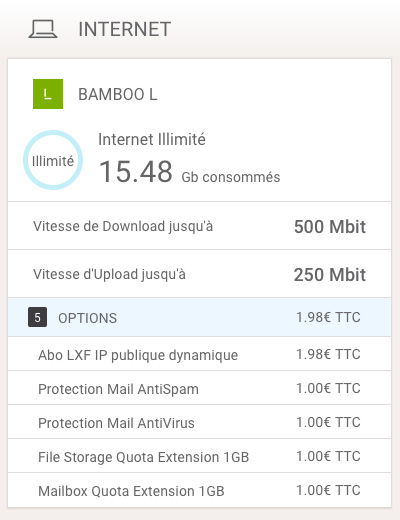 INTERNET
L BAMBOO L
Internet Illimité
Illimité
15.48 Gb consommés
Vitesse de Download jusqu'à 500 Mbit
Vitesse d'Upload jusqu'à 250 Mbit
5 OPTIONS 1.98€ TTC
Abo LXF IP publique dynamique 1.98€ TTC
Protection Mail AntiSpam 1.00€ TTC
Protection Mail AntiVirus 1.00€ TTC
File Storage Quota Extension 1GB 1.00€ TTC
Mailbox Quota Extension 1GB 1.00€ TTC